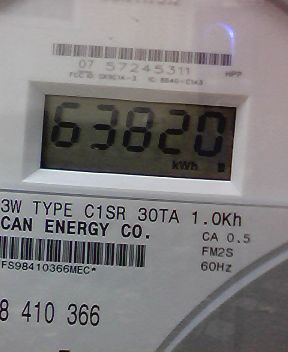 07 57245311
HPP
63820
kWh
3W TYPE C1SR 30TA 1.0Kh
CAN ENERGY CO.
CA 0.5
FM2S
60Hz
FS98410366MEC*
8 410 366